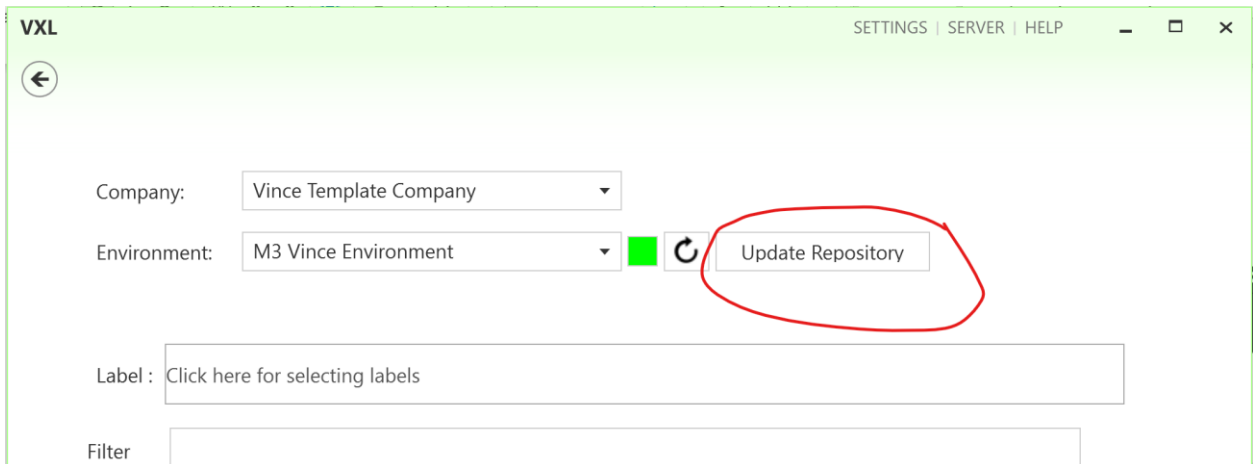 VXL SETTINGS | SERVER | HELP
Company: Vince Template Company
Environment: M3 Vince Environment Update Repository
Label : Click here for selecting labels
Filter